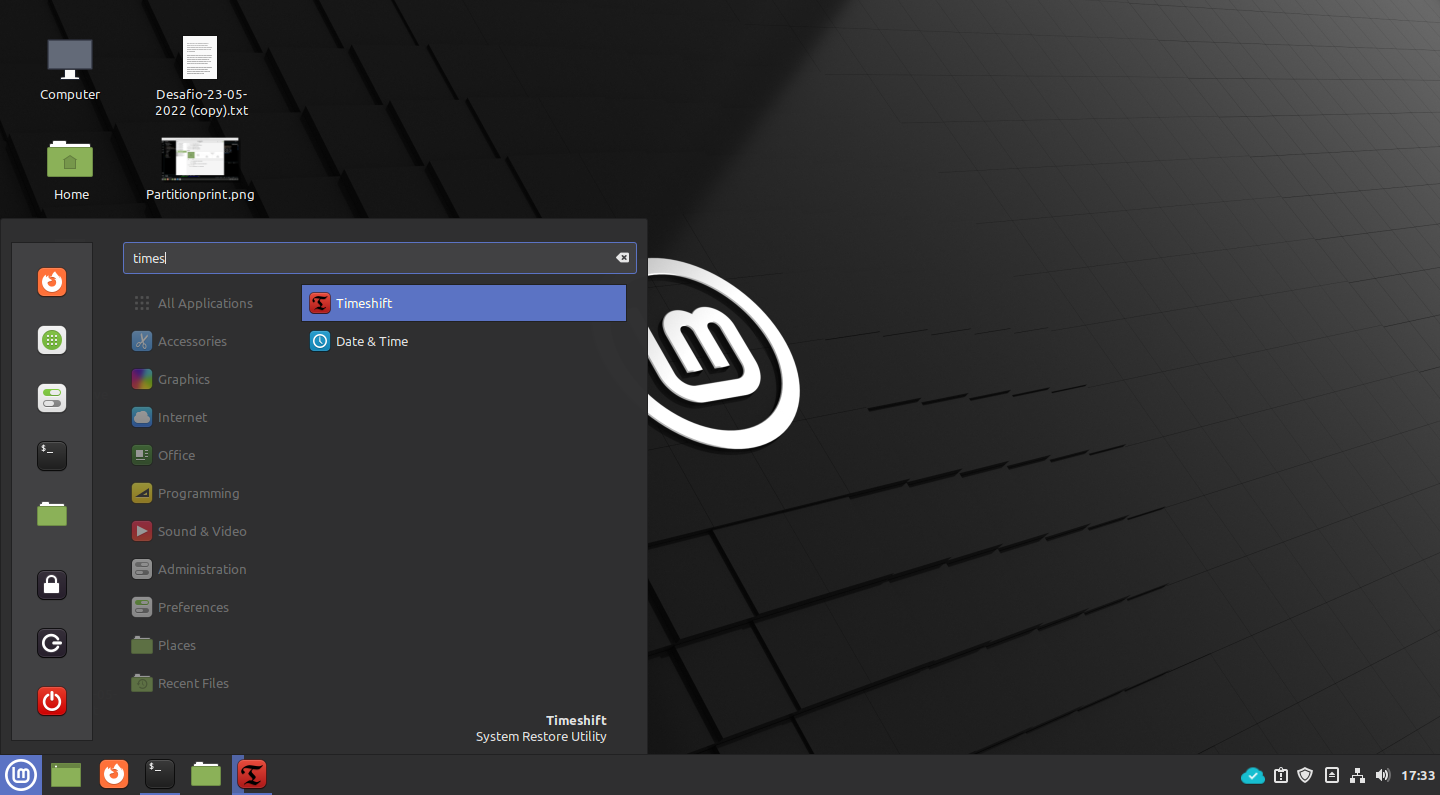 Computer
Desafio-23-05-
2022 (copy).txt
Home
Partitionprint.png
times
All Applications
Accessories
Graphics
Internet
Office
Programming
Sound & Video
Administration
Preferences
Places
Recent Files
Timeshift
Date & Time
Timeshift
System Restore Utility
$_
$_
17:33